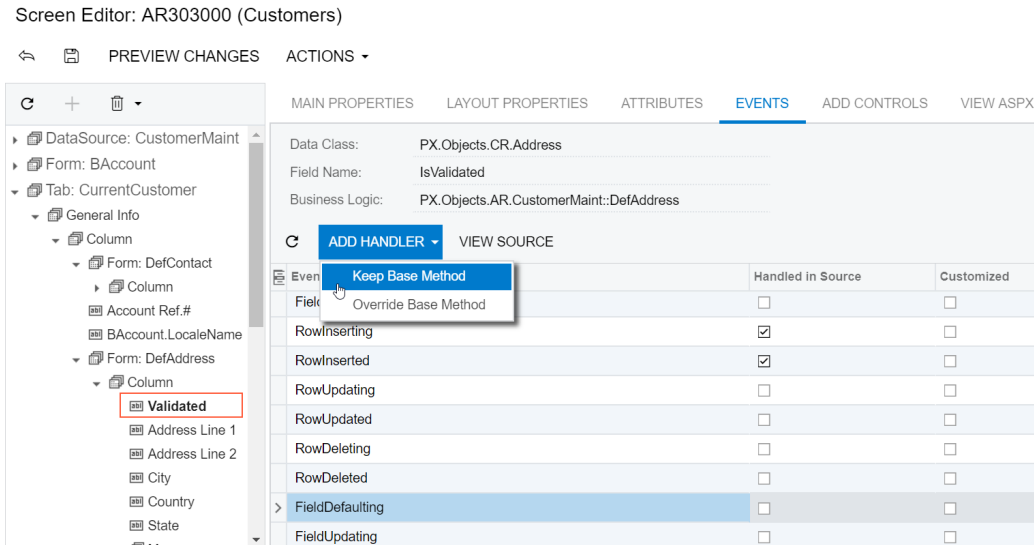 Screen Editor: AR303000 (Customers)
PREVIEW CHANGES ACTIONS
MAIN PROPERTIES LAYOUT PROPERTIES ATTRIBUTES EVENTS ADD CONTROLS VIEW ASPX
DataSource: CustomerMaint
Form: BAccount
Tab: CurrentCustomer
General Info
Column
Form: DefContact
Column
Account Ref.#
BAccount.LocaleName
Form: DefAddress
Column
Validated
Address Line 1
Address Line 2
City
Country
State
Data Class: PX.Objects.CR.Address
Field Name: IsValidated
Business Logic: PX.Objects.AR.CustomerMaint::DefAddress
ADD HANDLER VIEW SOURCE
Keep Base Method
Override Base Method
Handled in Source Customized
RowInserting
RowInserted
RowUpdating
RowUpdated
RowDeleting
RowDeleted
FieldDefaulting
FieldUpdating